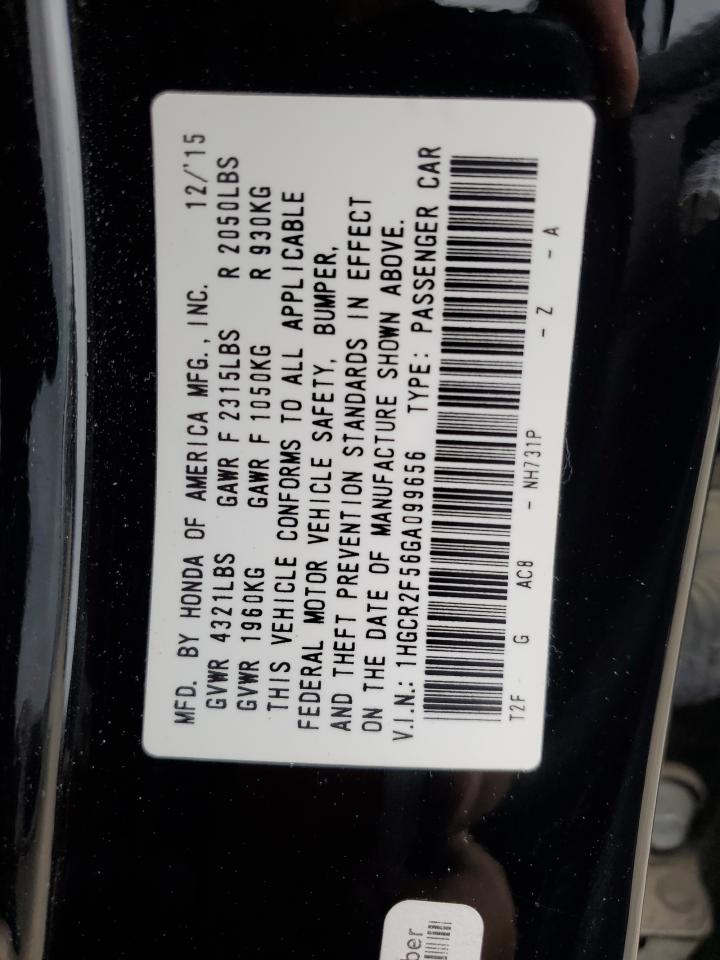 MFD. BY HONDA OF AMERICA MFG., INC. 12/'15
GVWR 4321LBS GAWR F 2315LBS R 2050LBS
GVWR 1960KG GAWR F 1050KG R 930KG
THIS VEHICLE CONFORMS TO ALL APPLICABLE
FEDERAL MOTOR VEHICLE SAFETY, BUMPER,
AND THEFT PREVENTION STANDARDS IN EFFECT
ON THE DATE OF MANUFACTURE SHOWN ABOVE.
V.I.N.: 1HGCR2F56GA099656 TYPE: PASSENGER CAR
T2F G AC8 - NH731P - Z - A
ber